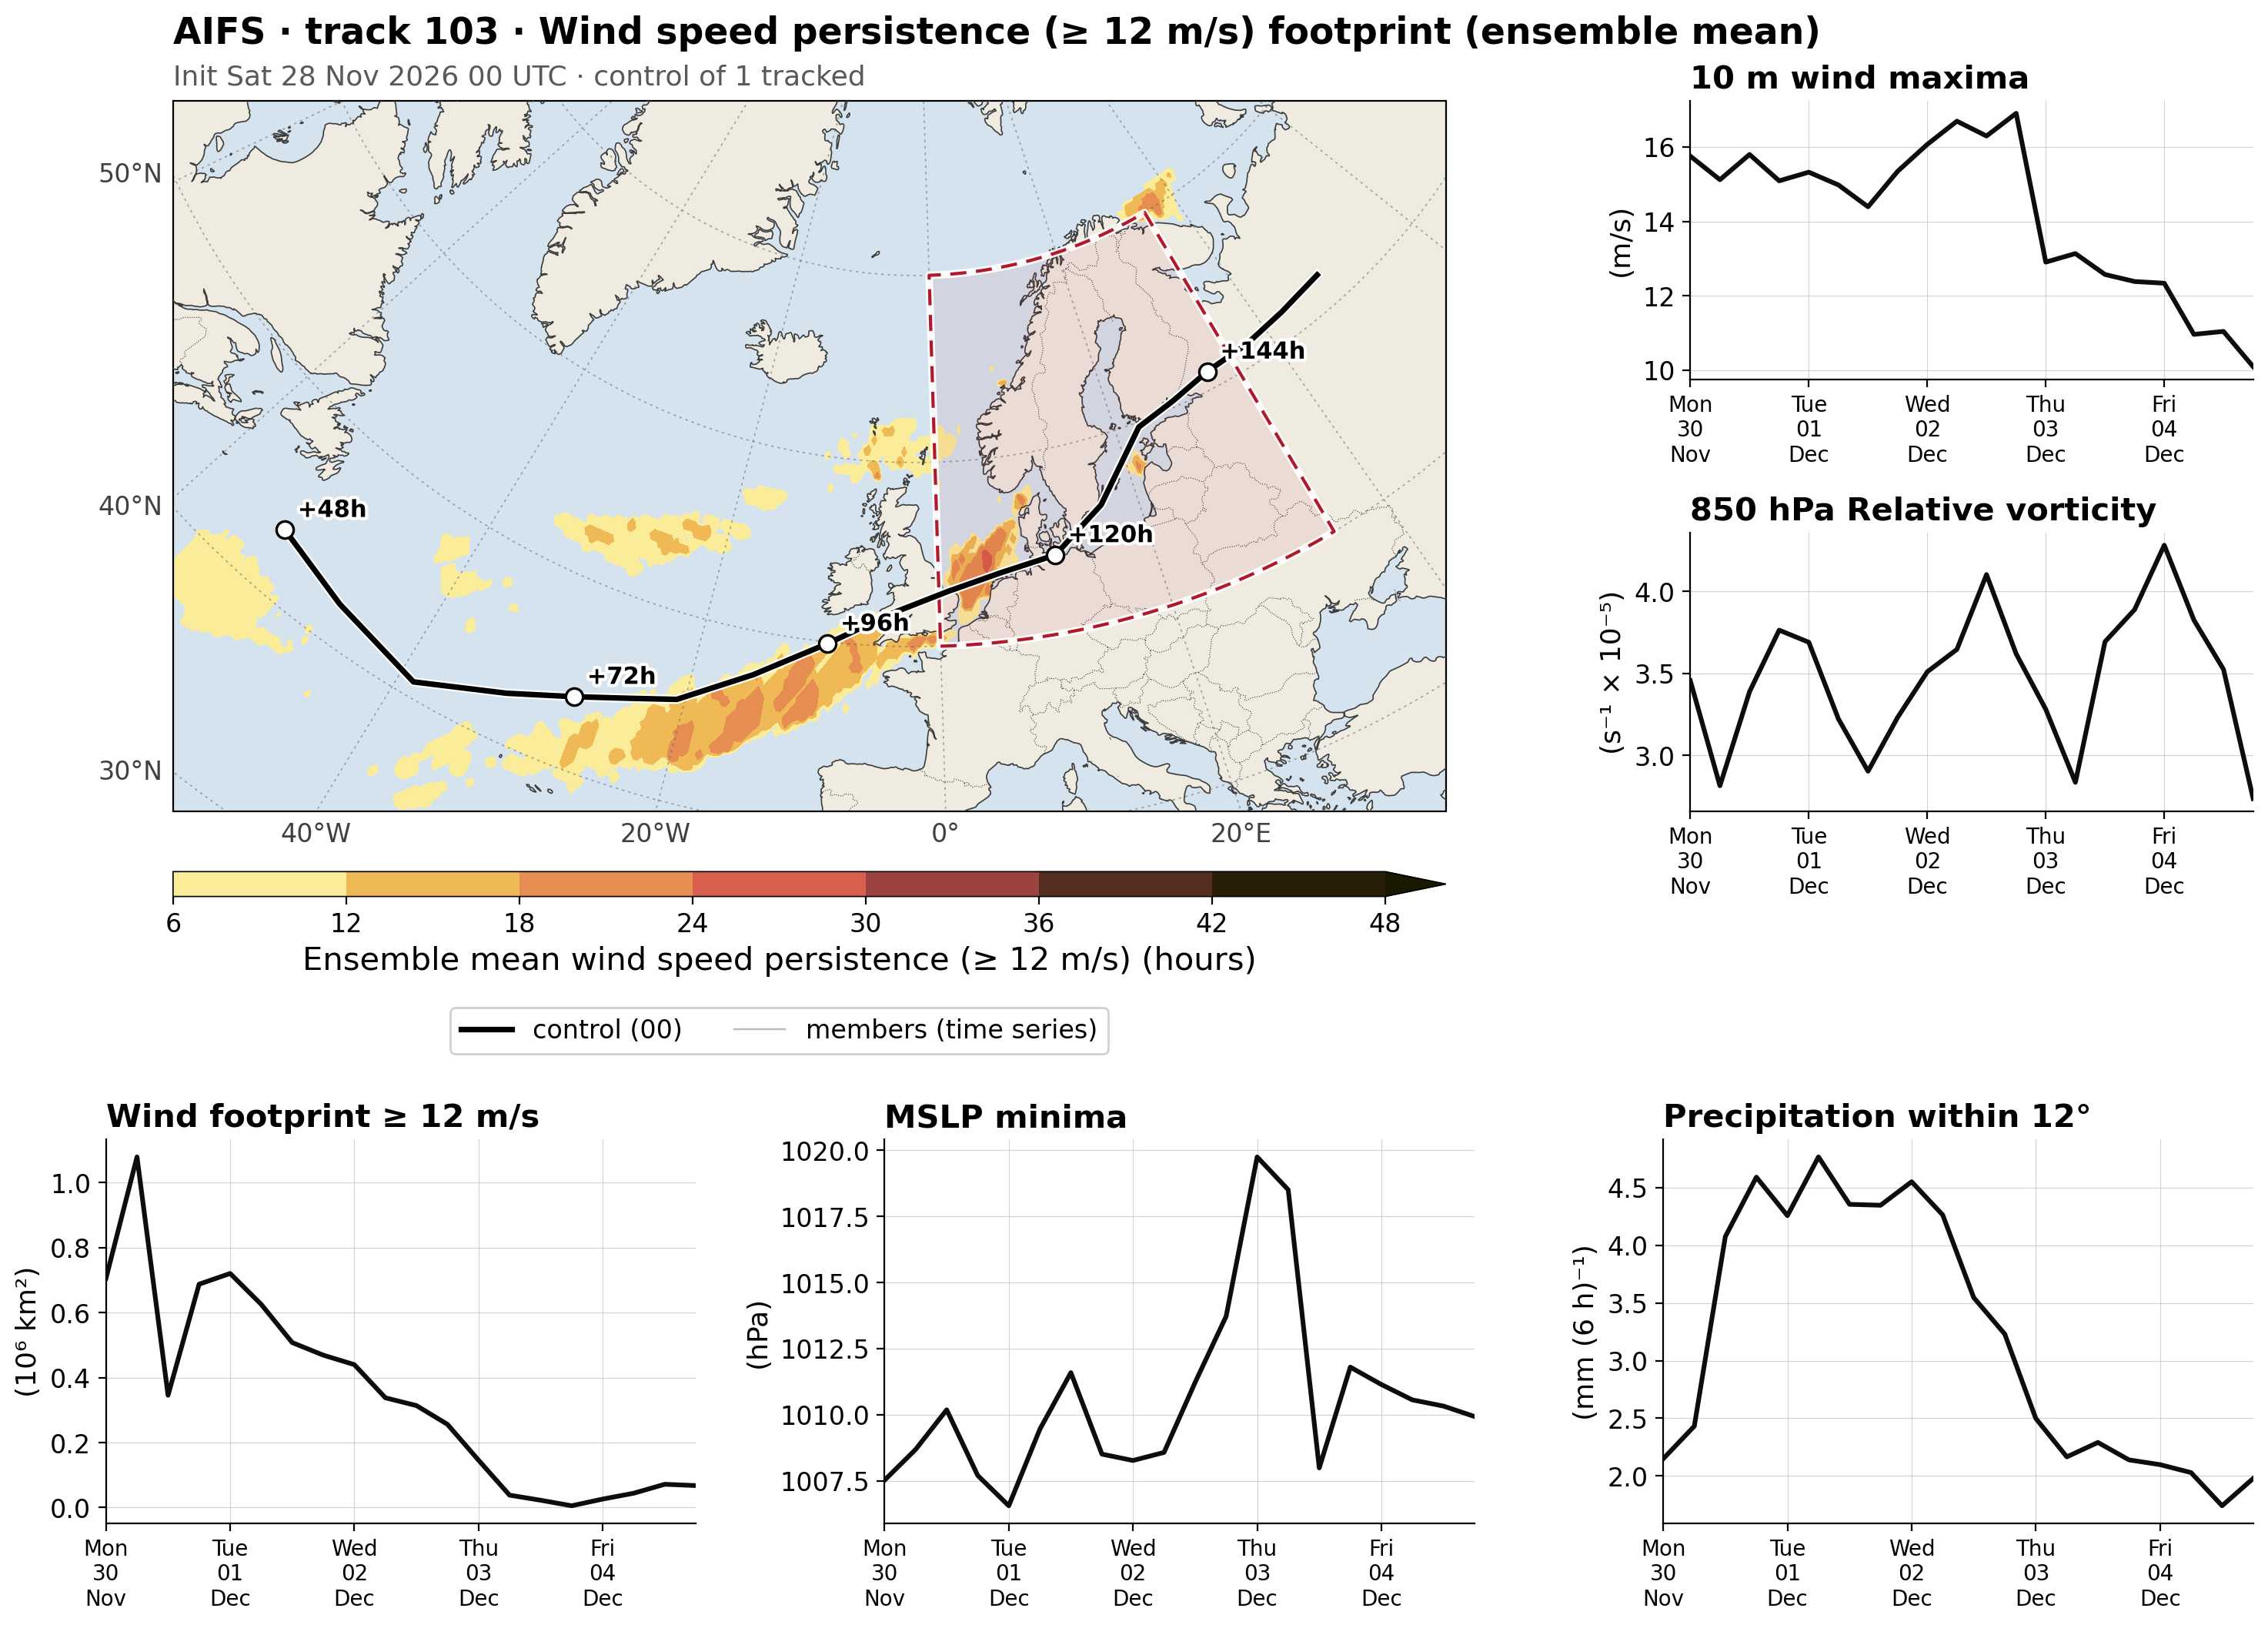 AIFS · track 103 · Wind speed persistence (≥ 12 m/s) footprint (ensemble mean)
Init Sat 28 Nov 2026 00 UTC · control of 1 tracked
50°N
40°N
30°N
40°W
20°W
0°
20°E
+48h
+72h
+96h
+120h
+144h
6
12
18
24
30
36
42
48
Ensemble mean wind speed persistence (≥ 12 m/s) (hours)
control (00)
members (time series)
10 m wind maxima
(m/s)
16
14
12
10
Mon
30
Nov
Tue
01
Dec
Wed
02
Dec
Thu
03
Dec
Fri
04
Dec
850 hPa Relative vorticity
(s⁻¹ × 10⁻⁵)
4.0
3.5
3.0
Mon
30
Nov
Tue
01
Dec
Wed
02
Dec
Thu
03
Dec
Fri
04
Dec
Wind footprint ≥ 12 m/s
(10⁶ km²)
1.0
0.8
0.6
0.4
0.2
0.0
Mon
30
Nov
Tue
01
Dec
Wed
02
Dec
Thu
03
Dec
Fri
04
Dec
MSLP minima
(hPa)
1020.0
1017.5
1015.0
1012.5
1010.0
1007.5
Mon
30
Nov
Tue
01
Dec
Wed
02
Dec
Thu
03
Dec
Fri
04
Dec
Precipitation within 12°
(mm (6 h)⁻¹)
4.5
4.0
3.5
3.0
2.5
2.0
Mon
30
Nov
Tue
01
Dec
Wed
02
Dec
Thu
03
Dec
Fri
04
Dec